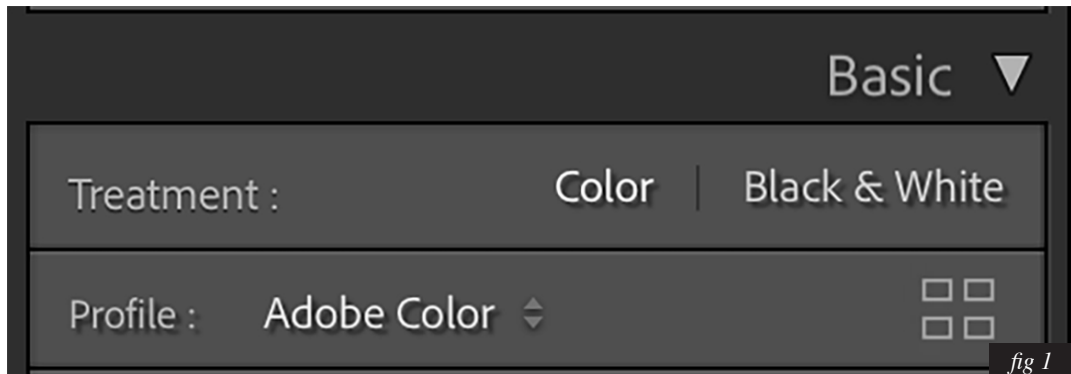 Basic
Treatment : Color | Black & White
Profile : Adobe Color
fig 1